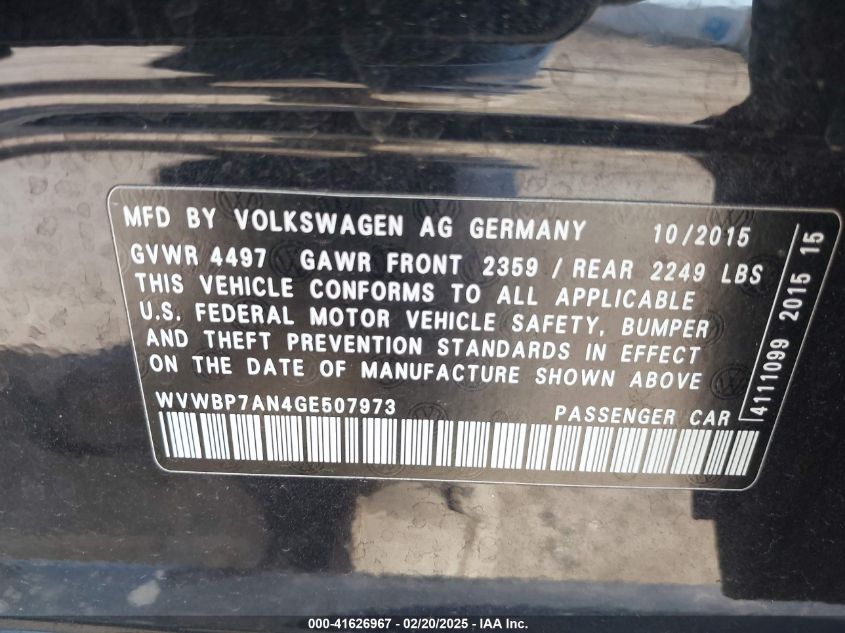 MFD BY VOLKSWAGEN AG GERMANY 10/2015
GVWR 4497 GAWR FRONT 2359 / REAR 2249 LBS
THIS VEHICLE CONFORMS TO ALL APPLICABLE
U.S. FEDERAL MOTOR VEHICLE SAFETY, BUMPER
AND THEFT PREVENTION STANDARDS IN EFFECT
ON THE DATE OF MANUFACTURE SHOWN ABOVE
WVWBP7AN4GE507973 PASSENGER CAR
4111099 2015 15
000-41626967 - 02/20/2025 - IAA Inc.